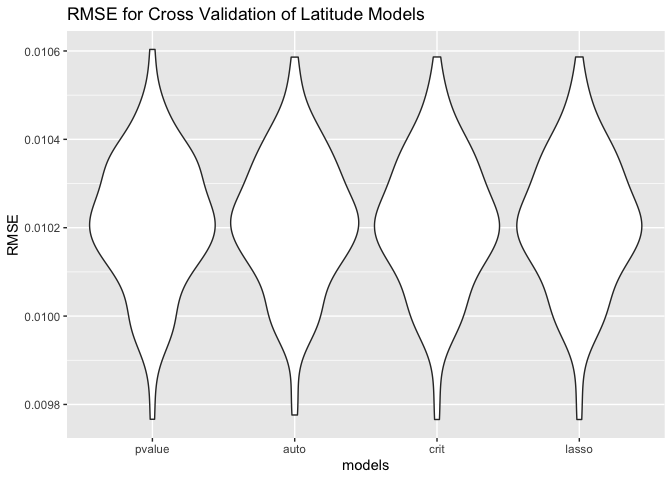 RMSE for Cross Validation of Latitude Models
0.0106
0.0104
0.0102
0.0100
0.0098
RMSE
pvalue auto crit lasso
models